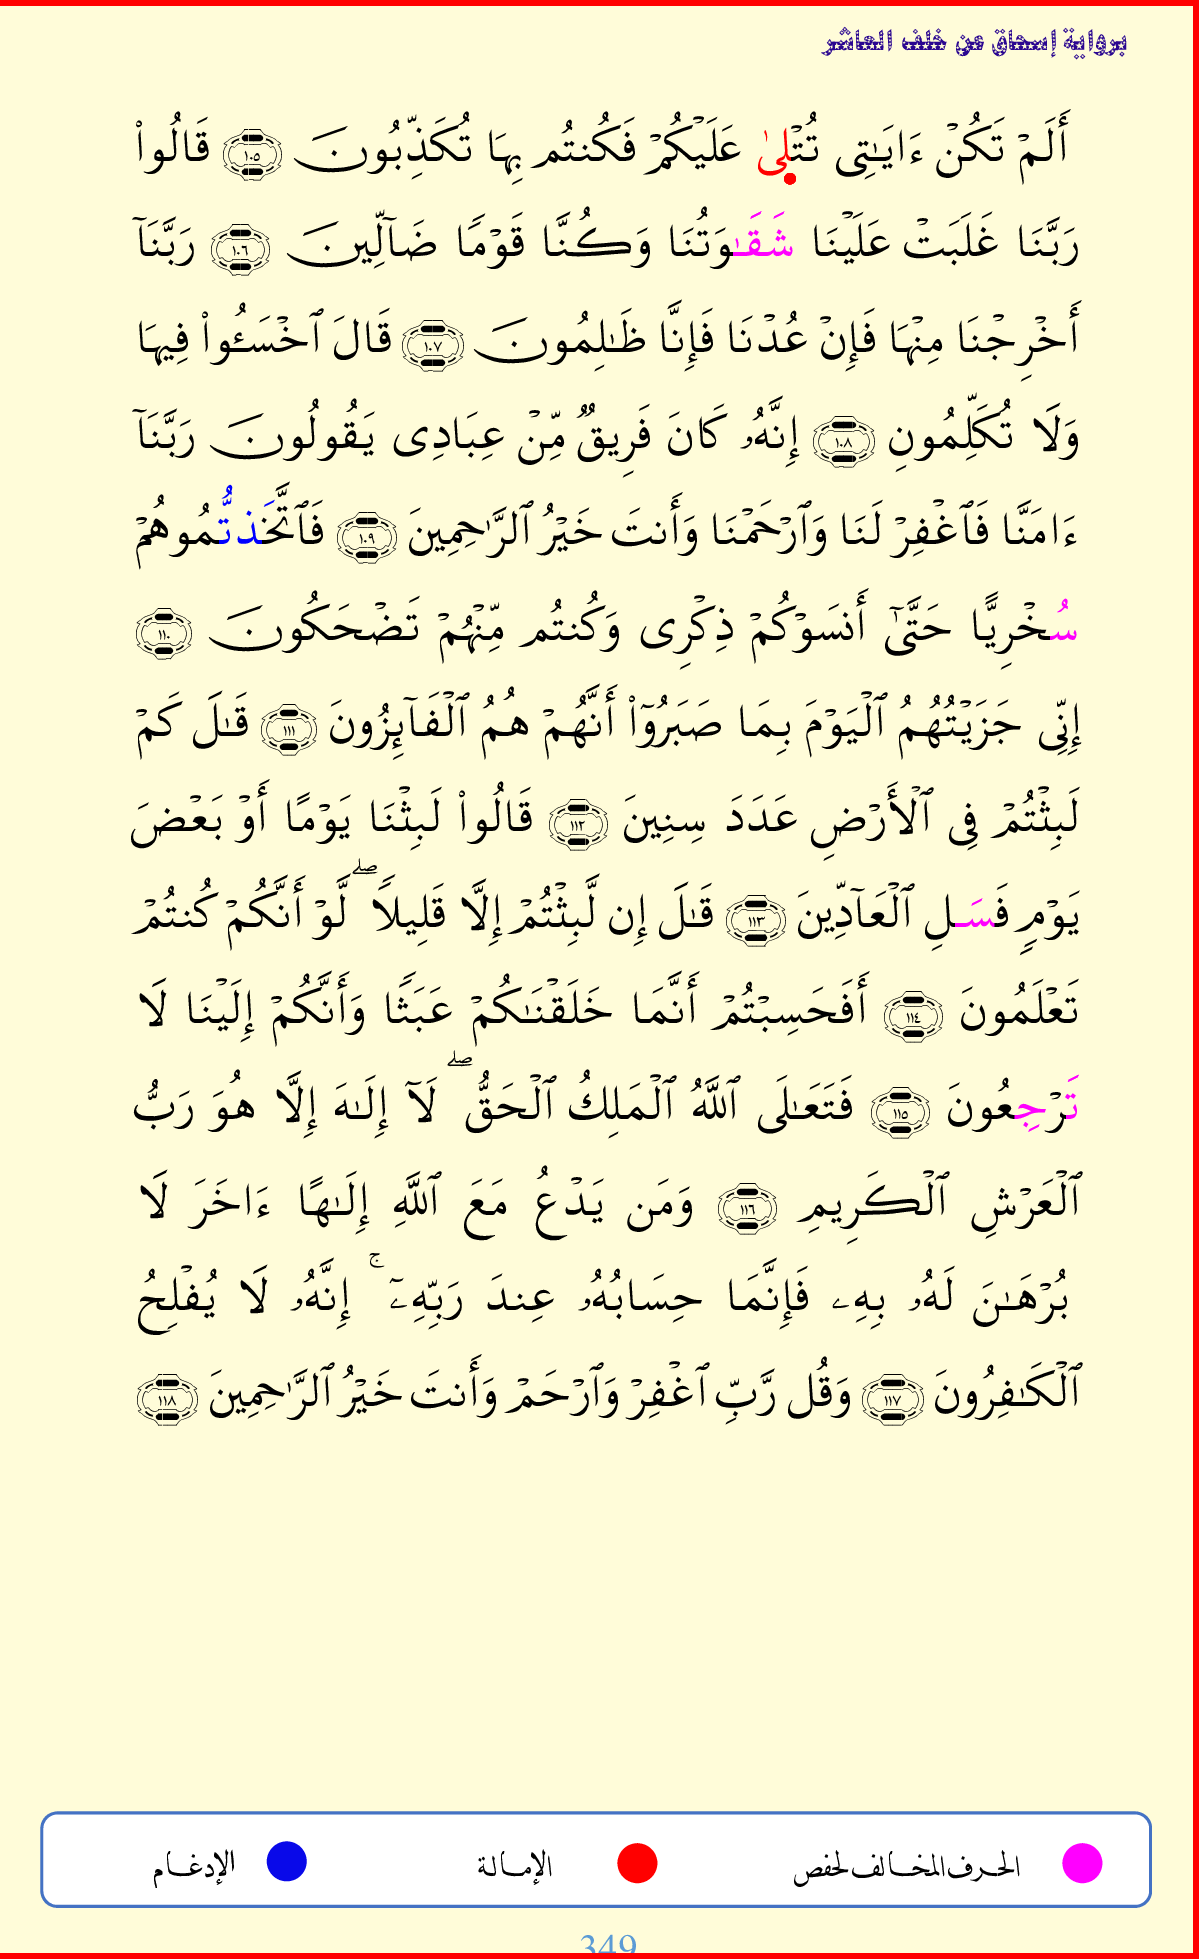 برواية إسحاق عن خلف العاشر
أَلَمْ تَكُنْ ءَايَـٰتِى تُتْلِىٰ عَلَيْكُمْ فَكُنتُم بِهَا تُكَذِّبُونَ ١٠٥ قَالُوا۟
رَبَّنَا غَلَبَتْ عَلَيْنَا شَقَـٰوَتُنَا وَكُنَّا قَوْمًا ضَآلِّينَ ١٠٦ رَبَّنَآ
أَخْرِجْنَا مِنْهَا فَإِنْ عُدْنَا فَإِنَّا ظَـٰلِمُونَ ١٠٧ قَالَ ٱخْسَـُٔوا۟ فِيهَا
وَلَا تُكَلِّمُونِ ١٠٨ إِنَّهُۥ كَانَ فَرِيقٌ مِّنْ عِبَادِى يَقُولُونَ رَبَّنَآ
ءَامَنَّا فَٱغْفِرْ لَنَا وَٱرْحَمْنَا وَأَنتَ خَيْرُ ٱلرَّٰحِمِينَ ١٠٩ فَٱتَّخَذتُّمُوهُمْ
سُخْرِيًّا حَتَّىٰٓ أَنسَوْكُمْ ذِكْرِى وَكُنتُم مِّنْهُمْ تَضْحَكُونَ ١١٠
إِنِّى جَزَيْتُهُمُ ٱلْيَوْمَ بِمَا صَبَرُوٓا۟ أَنَّهُمْ هُمُ ٱلْفَآئِزُونَ ١١١ قَـٰلَ كَمْ
لَبِثْتُمْ فِى ٱلْأَرْضِ عَدَدَ سِنِينَ ١١٢ قَالُوا۟ لَبِثْنَا يَوْمًا أَوْ بَعْضَ
يَوْمٍ فَسَـلِ ٱلْعَآدِّينَ ١١٣ قَـٰلَ إِن لَّبِثْتُمْ إِلَّا قَلِيلًا ۖ لَّوْ أَنَّكُمْ كُنتُمْ
تَعْلَمُونَ ١١٤ أَفَحَسِبْتُمْ أَنَّمَا خَلَقْنَـٰكُمْ عَبَثًا وَأَنَّكُمْ إِلَيْنَا لَا
تَرْجِعُونَ ١١٥ فَتَعَـٰلَى ٱللَّهُ ٱلْمَلِكُ ٱلْحَقُّ ۖ لَآ إِلَـٰهَ إِلَّا هُوَ رَبُّ
ٱلْعَرْشِ ٱلْكَرِيمِ ١١٦ وَمَن يَدْعُ مَعَ ٱللَّهِ إِلَـٰهًا ءَاخَرَ لَا
بُرْهَـٰنَ لَهُۥ بِهِۦ فَإِنَّمَا حِسَابُهُۥ عِندَ رَبِّهِۦٓ ۚ إِنَّهُۥ لَا يُفْلِحُ
ٱلْكَـٰفِرُونَ ١١٧ وَقُل رَّبِّ ٱغْفِرْ وَٱرْحَمْ وَأَنتَ خَيْرُ ٱلرَّٰحِمِينَ ١١٨
الحرف المخالف لحفص الإمالة الإدغام
349